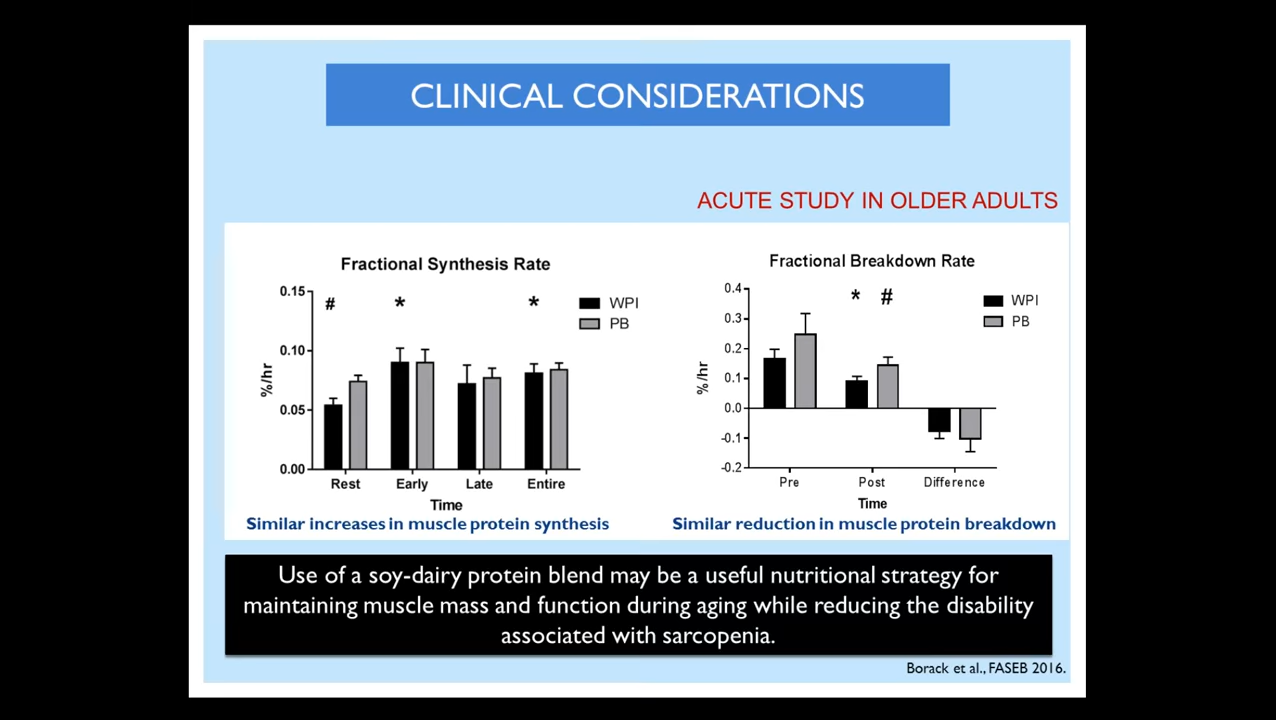 CLINICAL CONSIDERATIONS
ACUTE STUDY IN OLDER ADULTS
Fractional Synthesis Rate
0.15
0.10
0.05
0.00
%/hr
# * *
WPI
PB
Rest Early Late Entire
Time
Similar increases in muscle protein synthesis
Fractional Breakdown Rate
0.4
0.3
0.2
0.1
0.0
-0.1
-0.2
%/hr
* #
WPI
PB
Pre Post Difference
Time
Similar reduction in muscle protein breakdown
Use of a soy-dairy protein blend may be a useful nutritional strategy for
maintaining muscle mass and function during aging while reducing the disability
associated with sarcopenia.
Borack et al., FASEB 2016.